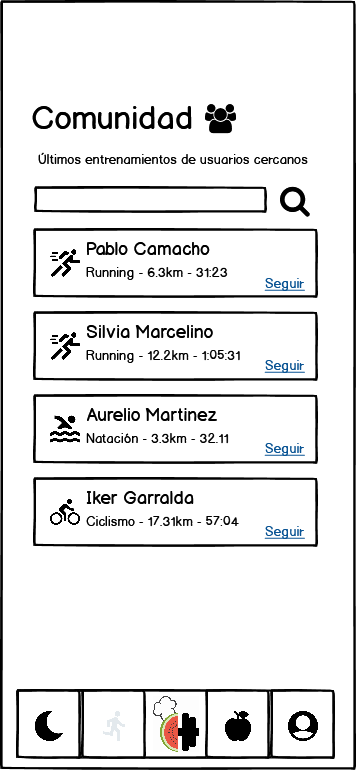 Comunidad
Últimos entrenamientos de usuarios cercanos
Pablo Camacho
Running - 6.3km - 31:23
Seguir
Silvia Marcelino
Running - 12.2km - 1:05:31
Seguir
Aurelio Martinez
Natación - 3.3km - 32.11
Seguir
Iker Garralda
Ciclismo - 17.31km - 57:04
Seguir